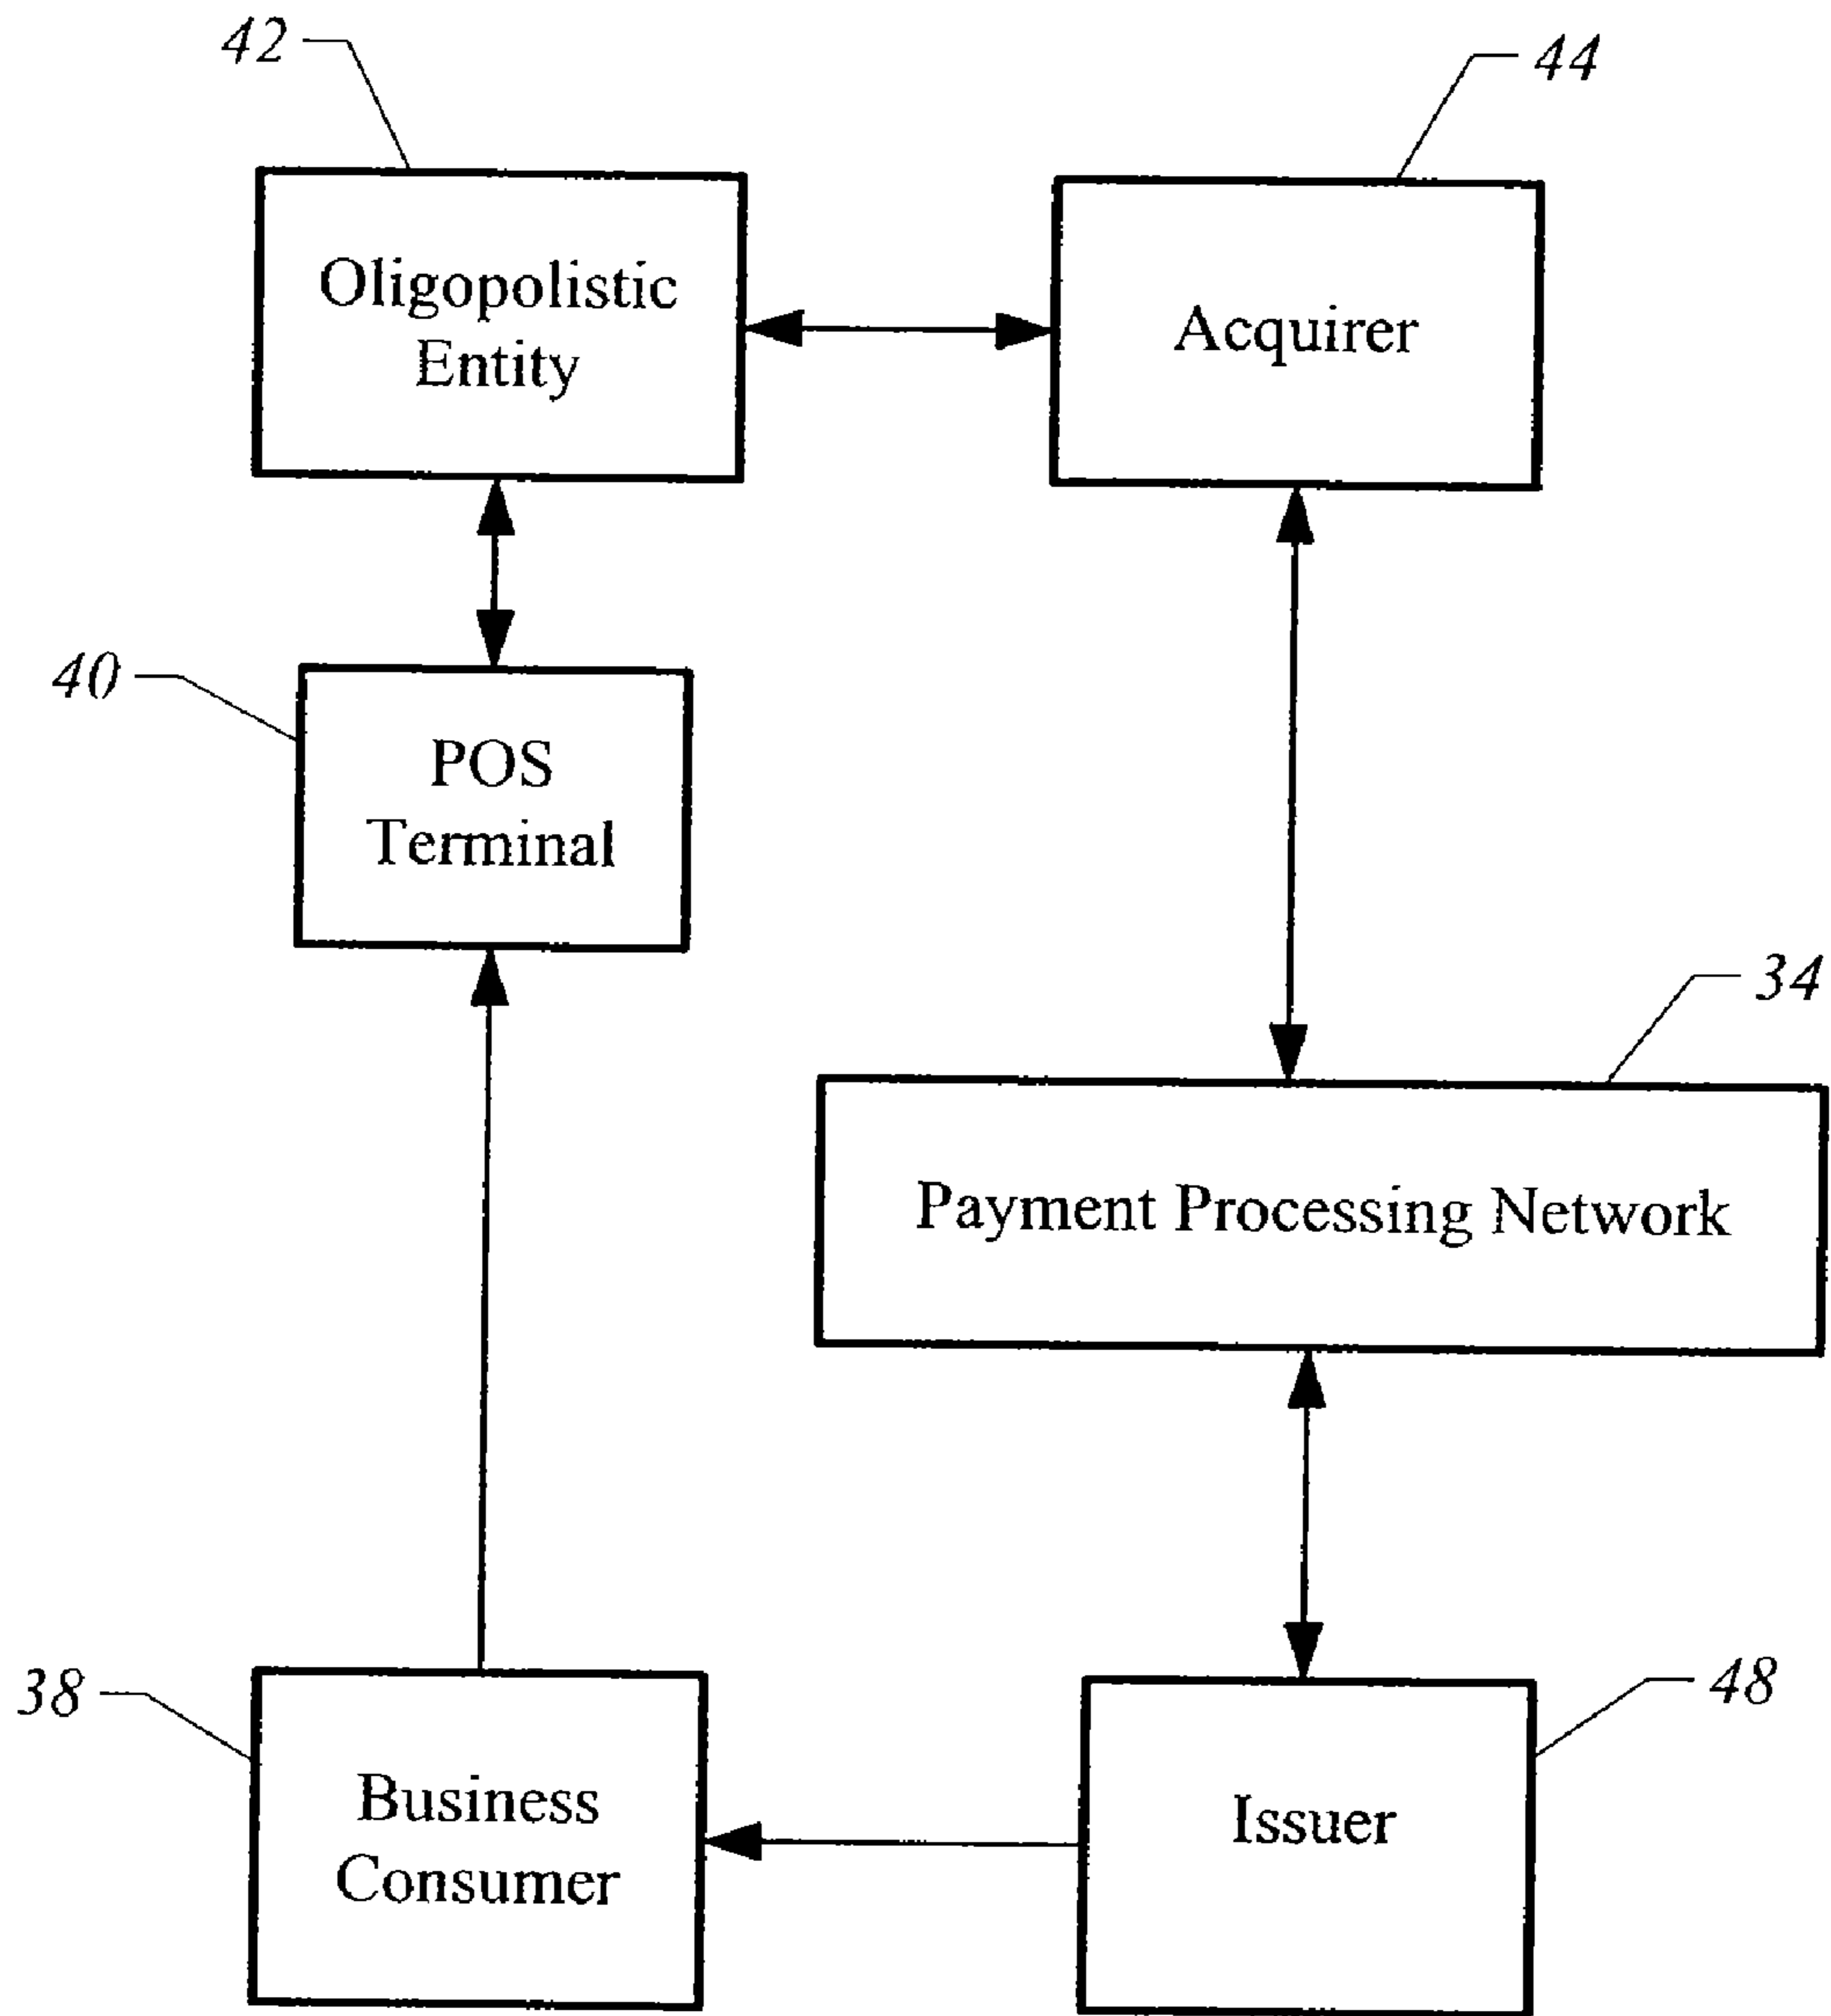 42
44
Oligopolistic
Entity
Acquirer
40
POS
Terminal
34
Payment Processing Network
38
48
Business
Consumer
Issuer